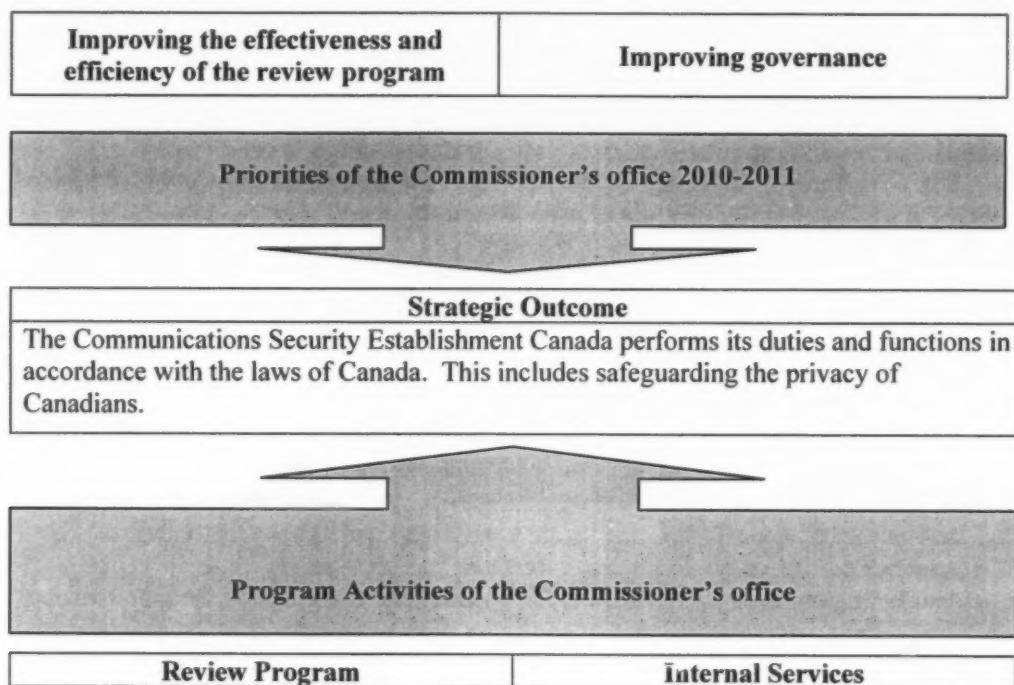 Improving the effectiveness and
efficiency of the review program
Improving governance
Priorities of the Commissioner's office 2010-2011
Strategic Outcome
The Communications Security Establishment Canada performs its duties and functions in
accordance with the laws of Canada. This includes safeguarding the privacy of
Canadians.
Program Activities of the Commissioner's office
Review Program
Internal Services